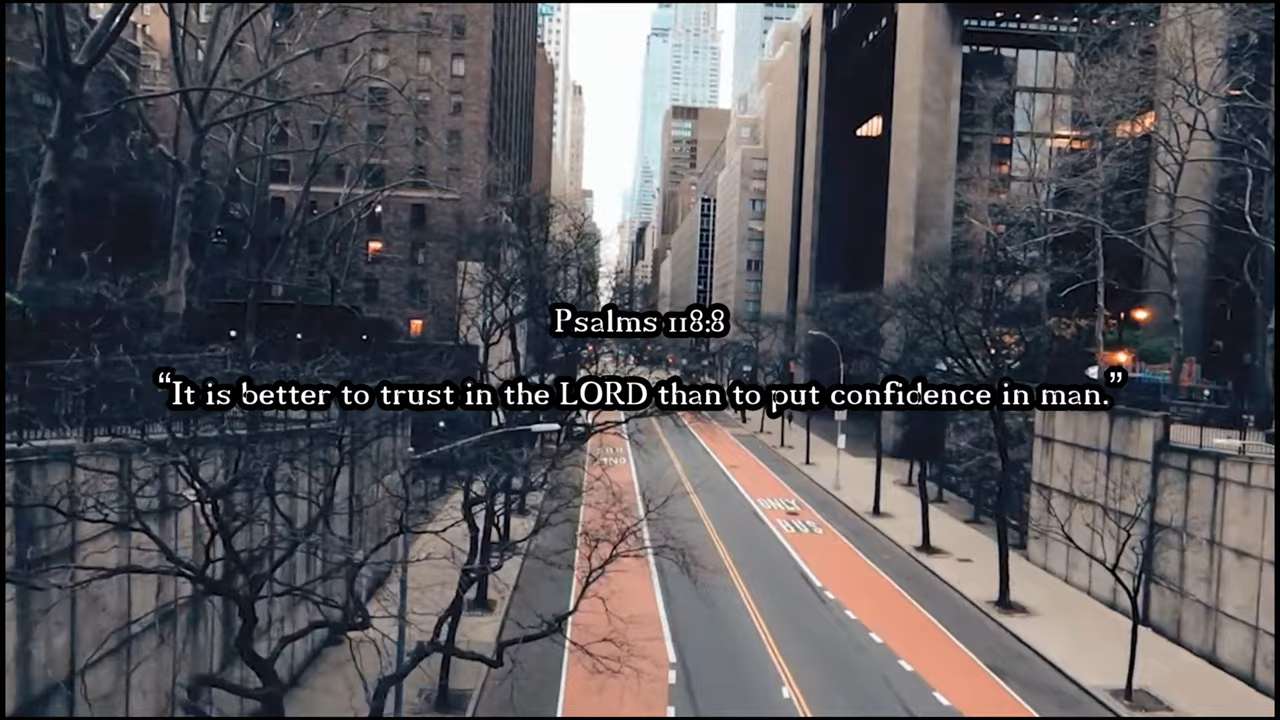 Psalms 118:8
“It is better to trust in the LORD than to put confidence in man.”
ONLY
BUS